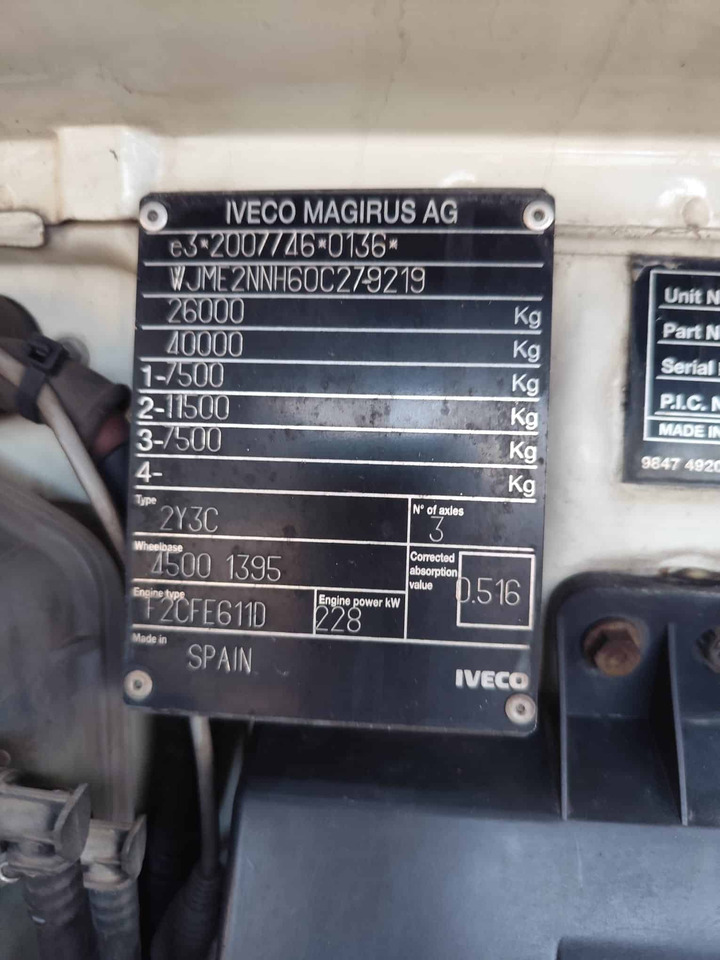 IVECO MAGIRUS AG
e3*2007/46*0136*
WJME2NNH60C279219
26000 Kg
40000 Kg
1-7500 Kg
2-11500 Kg
3-7500 Kg
4- Kg
Type
2Y3C
N° of axles
3
Wheelbase
4500 1395
Corrected
absorption
value
0.516
Engine type
F2CFE611D
Engine power kW
228
Made in
SPAIN
IVECO
Unit N
Part N
Serial
P.I.C. N
MADE IN
9847 4920